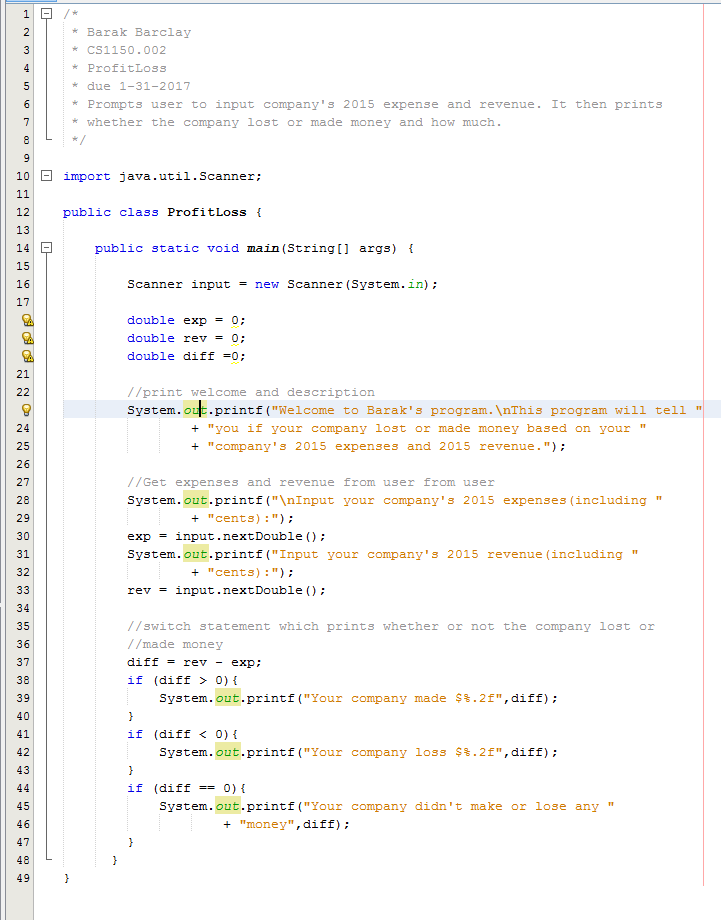 1 /*
2 * Barak Barclay
3 * CS1150.002
4 * ProfitLoss
5 * due 1-31-2017
6 * Prompts user to input company's 2015 expense and revenue. It then prints
7 * whether the company lost or made money and how much.
8 */
9
10 import java.util.Scanner;
11
12 public class ProfitLoss {
13
14 public static void main(String[] args) {
15
16 Scanner input = new Scanner(System.in);
17
double exp = 0;
double rev = 0;
double diff =0;
21
22 //print welcome and description
System.out.printf("Welcome to Barak's program.\nThis program will tell "
24 + "you if your company lost or made money based on your "
25 + "company's 2015 expenses and 2015 revenue.");
26
27 //Get expenses and revenue from user from user
28 System.out.printf("\nInput your company's 2015 expenses(including "
29 + "cents):");
30 exp = input.nextDouble();
31 System.out.printf("Input your company's 2015 revenue(including "
32 + "cents):");
33 rev = input.nextDouble();
34
35 //switch statement which prints whether or not the company lost or
36 //made money
37 diff = rev - exp;
38 if (diff > 0){
39 System.out.printf("Your company made $%.2f",diff);
40 }
41 if (diff < 0){
42 System.out.printf("Your company loss $%.2f",diff);
43 }
44 if (diff == 0){
45 System.out.printf("Your company didn't make or lose any "
46 + "money",diff);
47 }
48 }
49 }